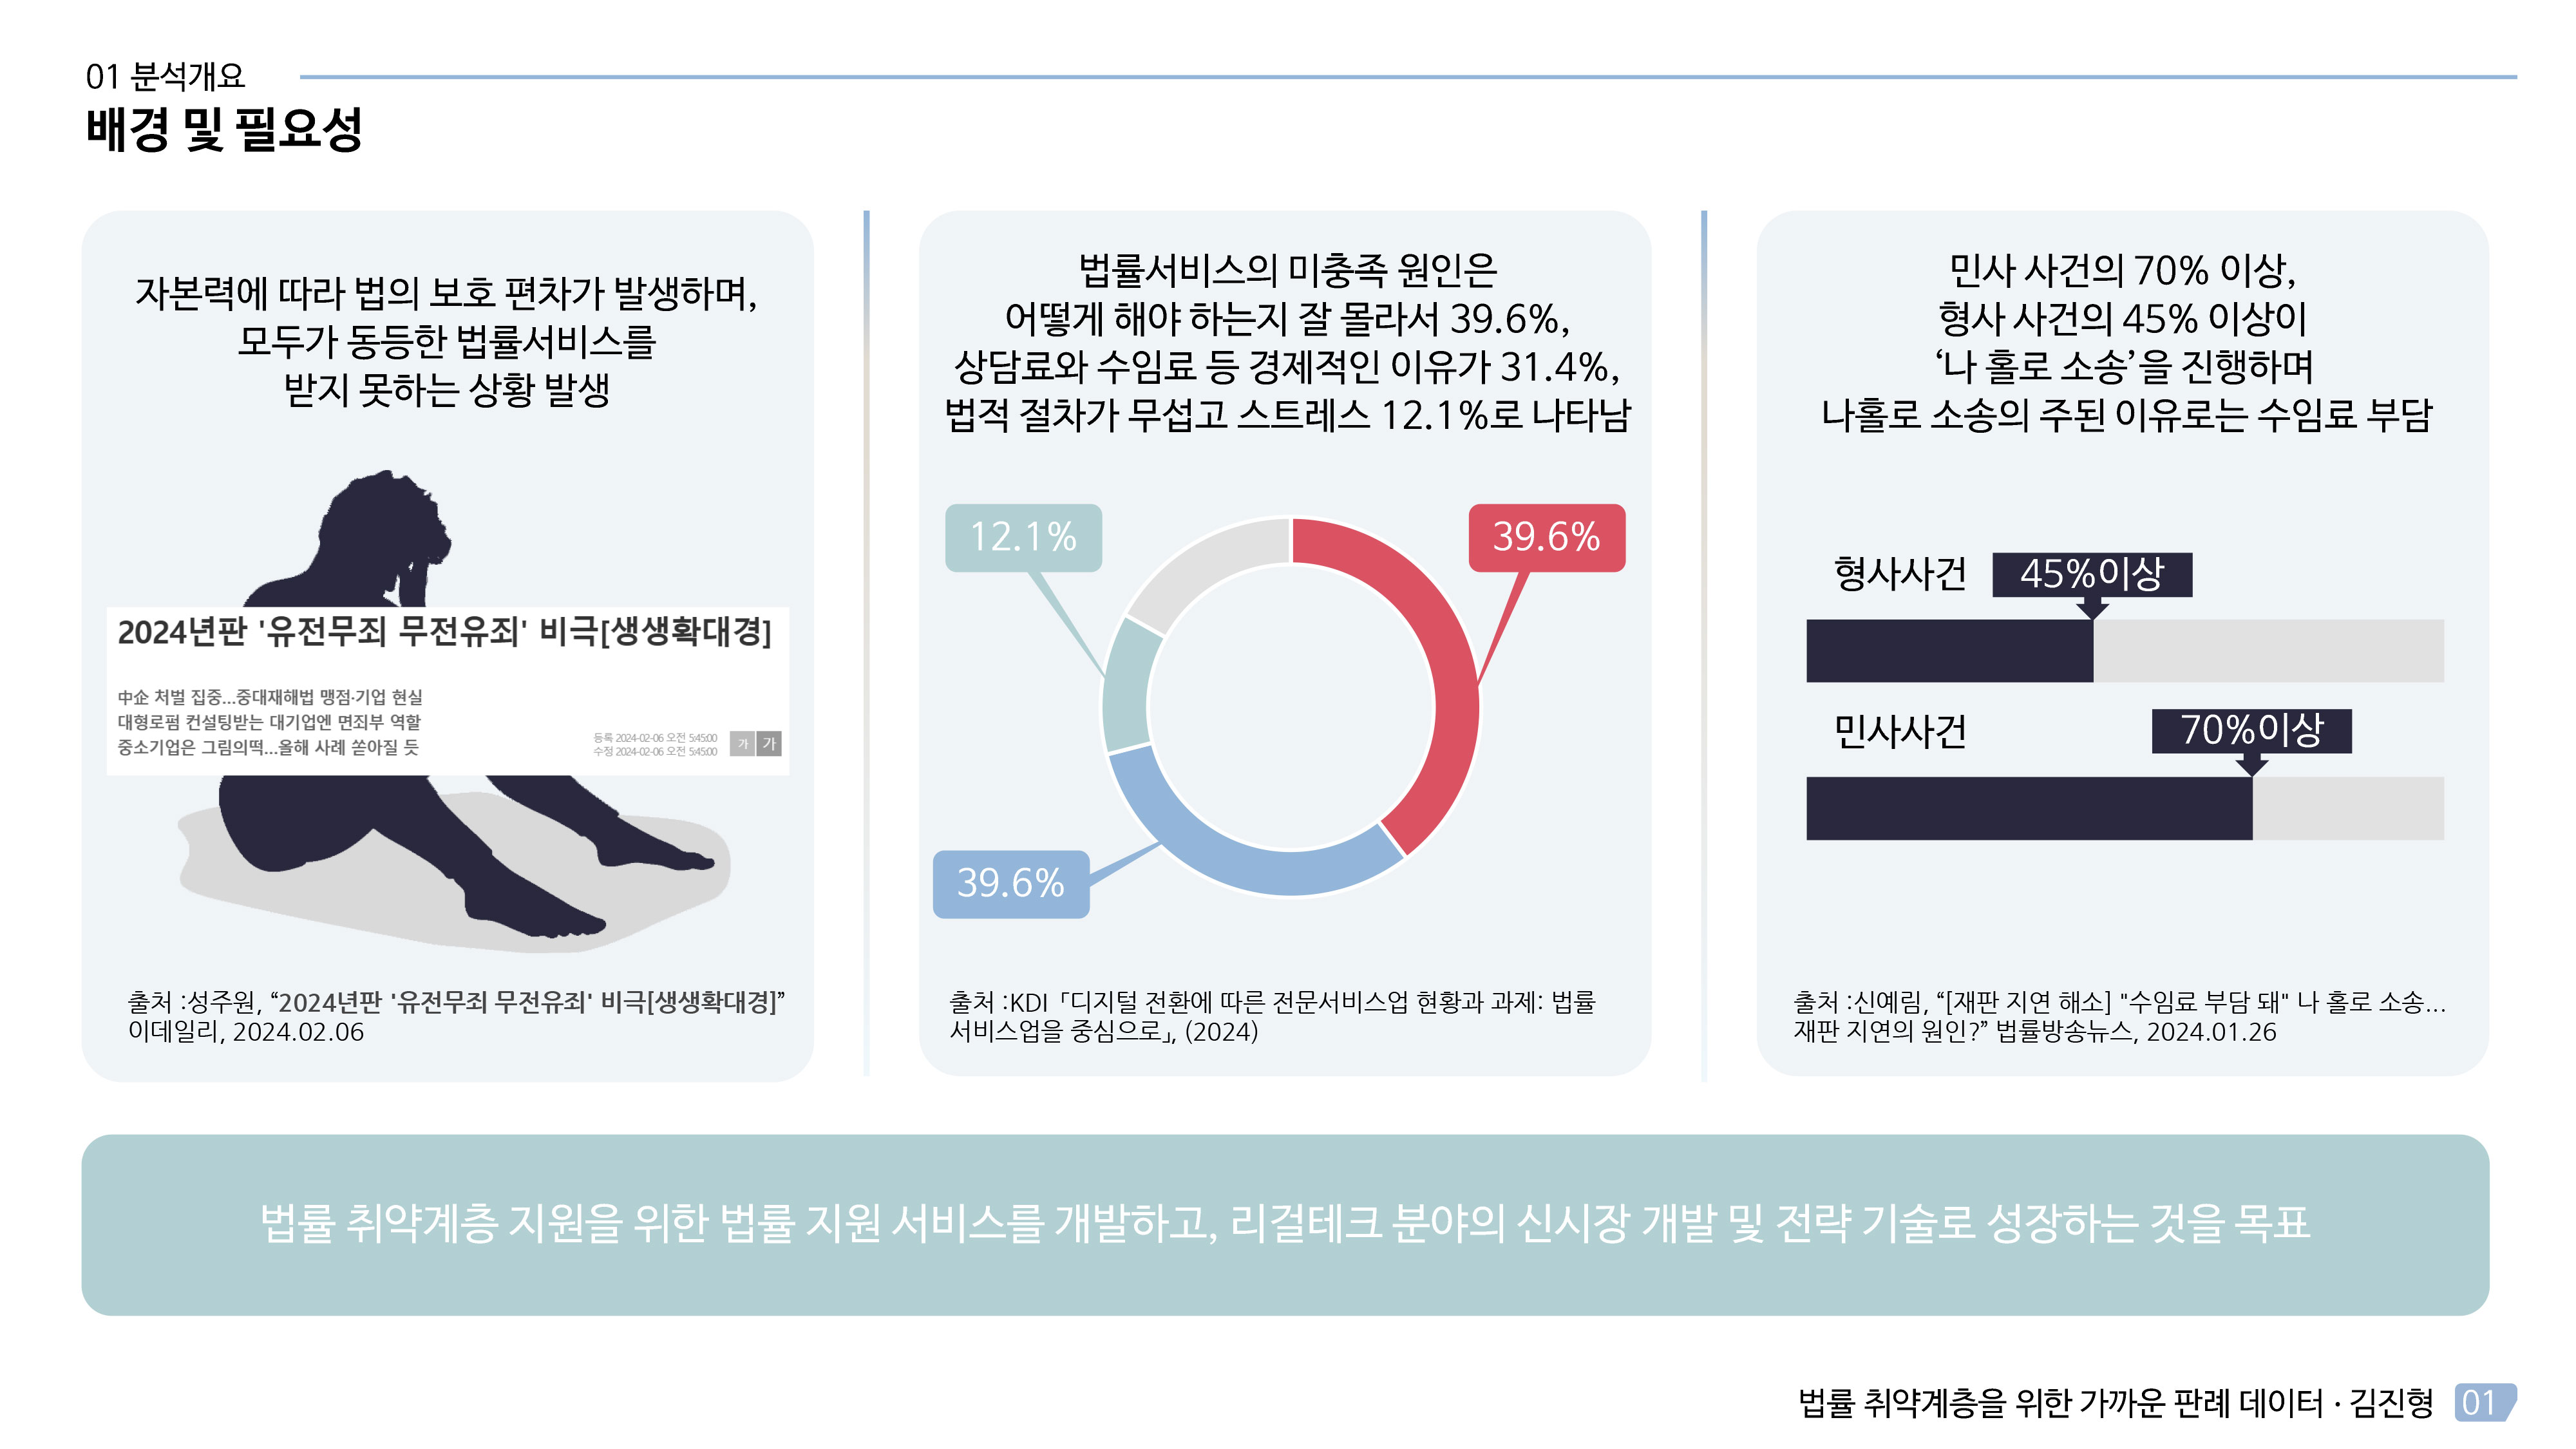 01 분석개요
배경 및 필요성
자본력에 따라 법의 보호 편차가 발생하며,
모두가 동등한 법률서비스를
받지 못하는 상황 발생
2024년판 '유전무죄 무전유죄' 비극[생생확대경]
中企 처벌 집중...중대재해법 맹점·기업 현실
대형로펌 컨설팅받는 대기업엔 면죄부 역할
중소기업은 그림의떡...올해 사례 쏟아질 듯
등록 2024-02-06 오전 5:45:00
수정 2024-02-06 오전 5:45:00
가 가
출처 :성주원, “2024년판 '유전무죄 무전유죄' 비극[생생확대경]”
이데일리, 2024.02.06
법률서비스의 미충족 원인은
어떻게 해야 하는지 잘 몰라서 39.6%,
상담료와 수임료 등 경제적인 이유가 31.4%,
법적 절차가 무섭고 스트레스 12.1%로 나타남
12.1%
39.6%
39.6%
출처 :KDI 「디지털 전환에 따른 전문서비스업 현황과 과제: 법률
서비스업을 중심으로」, (2024)
민사 사건의 70% 이상,
형사 사건의 45% 이상이
‘나 홀로 소송’을 진행하며
나홀로 소송의 주된 이유로는 수임료 부담
형사사건
45%이상
민사사건
70%이상
출처 :신예림, “[재판 지연 해소] "수임료 부담 돼" 나 홀로 소송...
재판 지연의 원인?” 법률방송뉴스, 2024.01.26
법률 취약계층 지원을 위한 법률 지원 서비스를 개발하고, 리걸테크 분야의 신시장 개발 및 전략 기술로 성장하는 것을 목표
법률 취약계층을 위한 가까운 판례 데이터 · 김진형 01